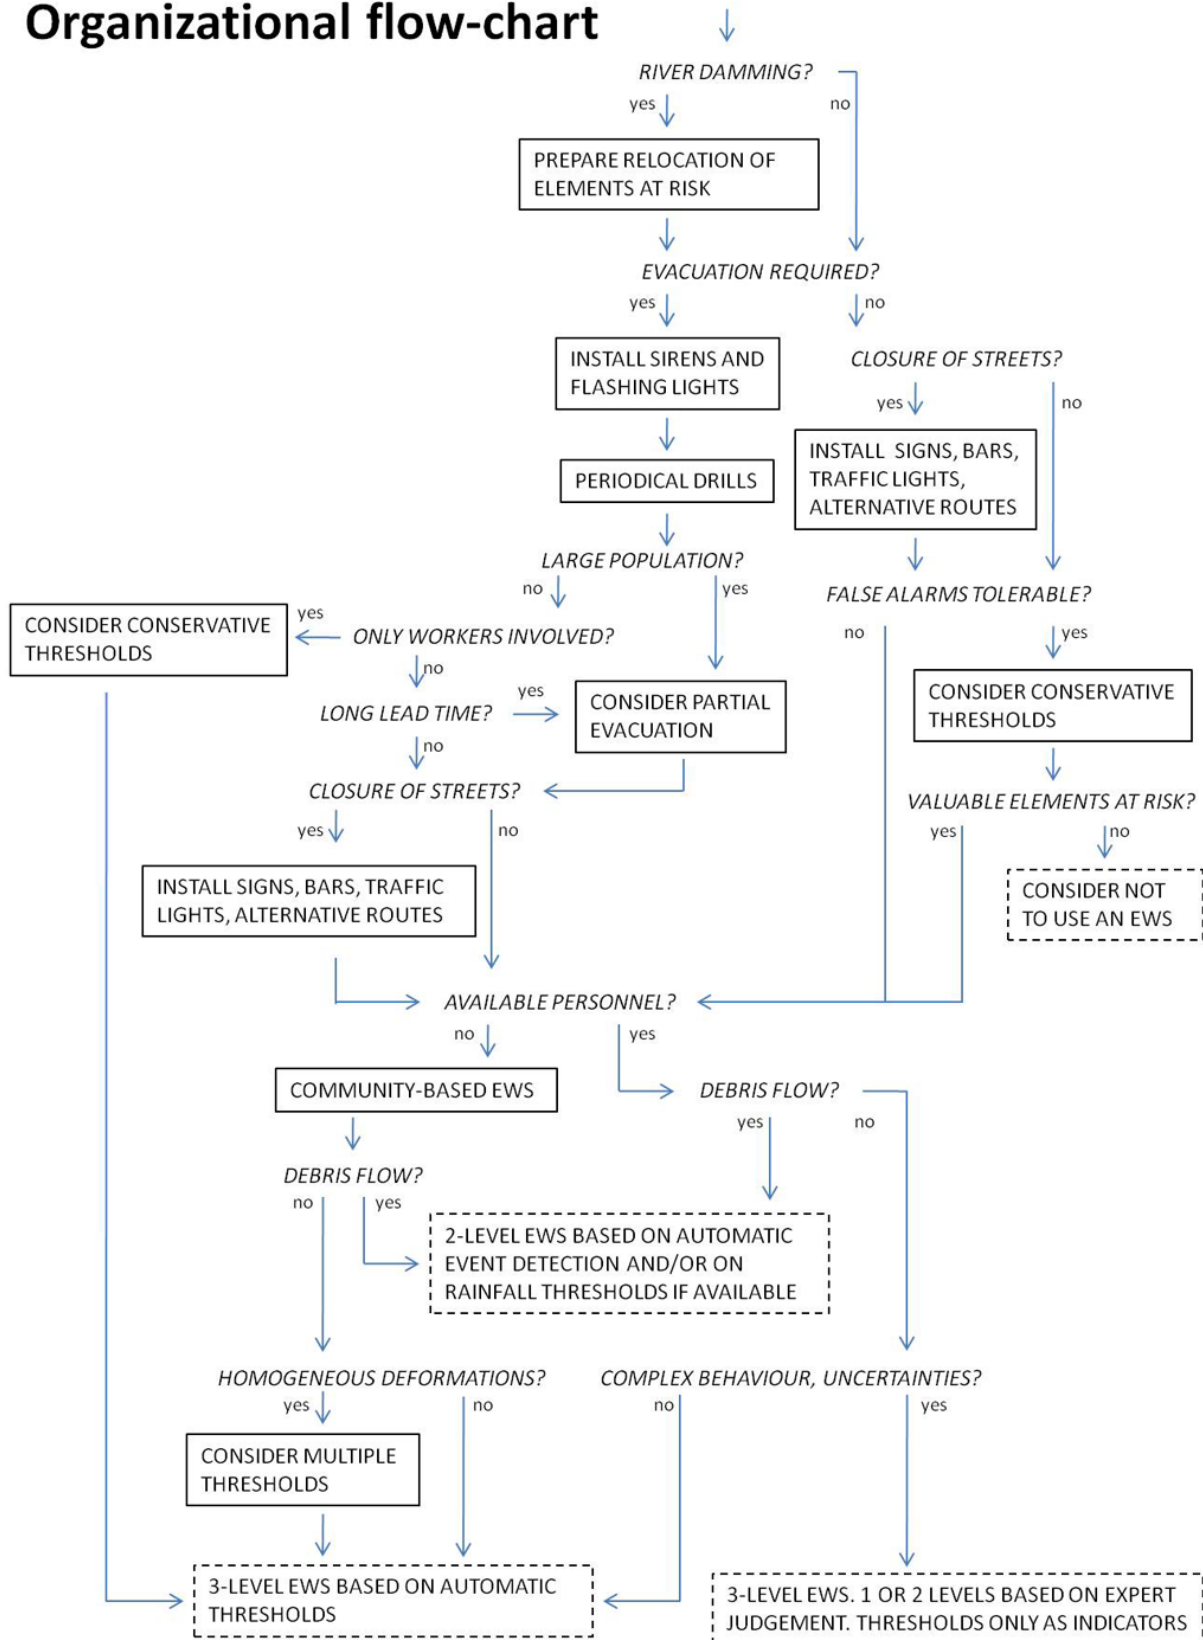 Organizational flow-chart
RIVER DAMMING?
yes
no
PREPARE RELOCATION OF
ELEMENTS AT RISK
EVACUATION REQUIRED?
yes
no
INSTALL SIRENS AND
FLASHING LIGHTS
CLOSURE OF STREETS?
yes
no
PERIODICAL DRILLS
INSTALL SIGNS, BARS,
TRAFFIC LIGHTS,
ALTERNATIVE ROUTES
LARGE POPULATION?
no
yes
FALSE ALARMS TOLERABLE?
no
yes
CONSIDER CONSERVATIVE
THRESHOLDS
yes
ONLY WORKERS INVOLVED?
no
LONG LEAD TIME?
yes
no
CONSIDER PARTIAL
EVACUATION
CONSIDER CONSERVATIVE
THRESHOLDS
CLOSURE OF STREETS?
yes
no
VALUABLE ELEMENTS AT RISK?
yes
no
INSTALL SIGNS, BARS, TRAFFIC
LIGHTS, ALTERNATIVE ROUTES
CONSIDER NOT
TO USE AN EWS
AVAILABLE PERSONNEL?
no
yes
COMMUNITY-BASED EWS
DEBRIS FLOW?
yes
no
DEBRIS FLOW?
no
yes
2-LEVEL EWS BASED ON AUTOMATIC
EVENT DETECTION AND/OR ON
RAINFALL THRESHOLDS IF AVAILABLE
HOMOGENEOUS DEFORMATIONS?
yes
no
COMPLEX BEHAVIOUR, UNCERTAINTIES?
no
yes
CONSIDER MULTIPLE
THRESHOLDS
3-LEVEL EWS BASED ON AUTOMATIC
THRESHOLDS
3-LEVEL EWS. 1 OR 2 LEVELS BASED ON EXPERT
JUDGEMENT. THRESHOLDS ONLY AS INDICATORS